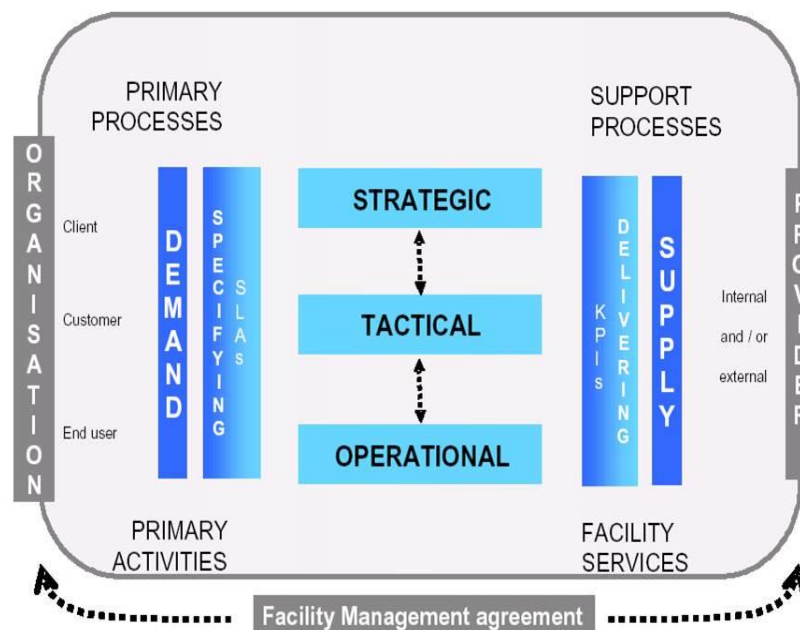 PRIMARY
PROCESSES
SUPPORT
PROCESSES
ORGANISATION
Client
Customer
End user
DEMAND
SPECIFYING
SLAs
STRATEGIC
TACTICAL
OPERATIONAL
KPIs
DELIVERING
SUPPLY
Internal
and / or
external
PRIMARY
ACTIVITIES
FACILITY
SERVICES
Facility Management agreement